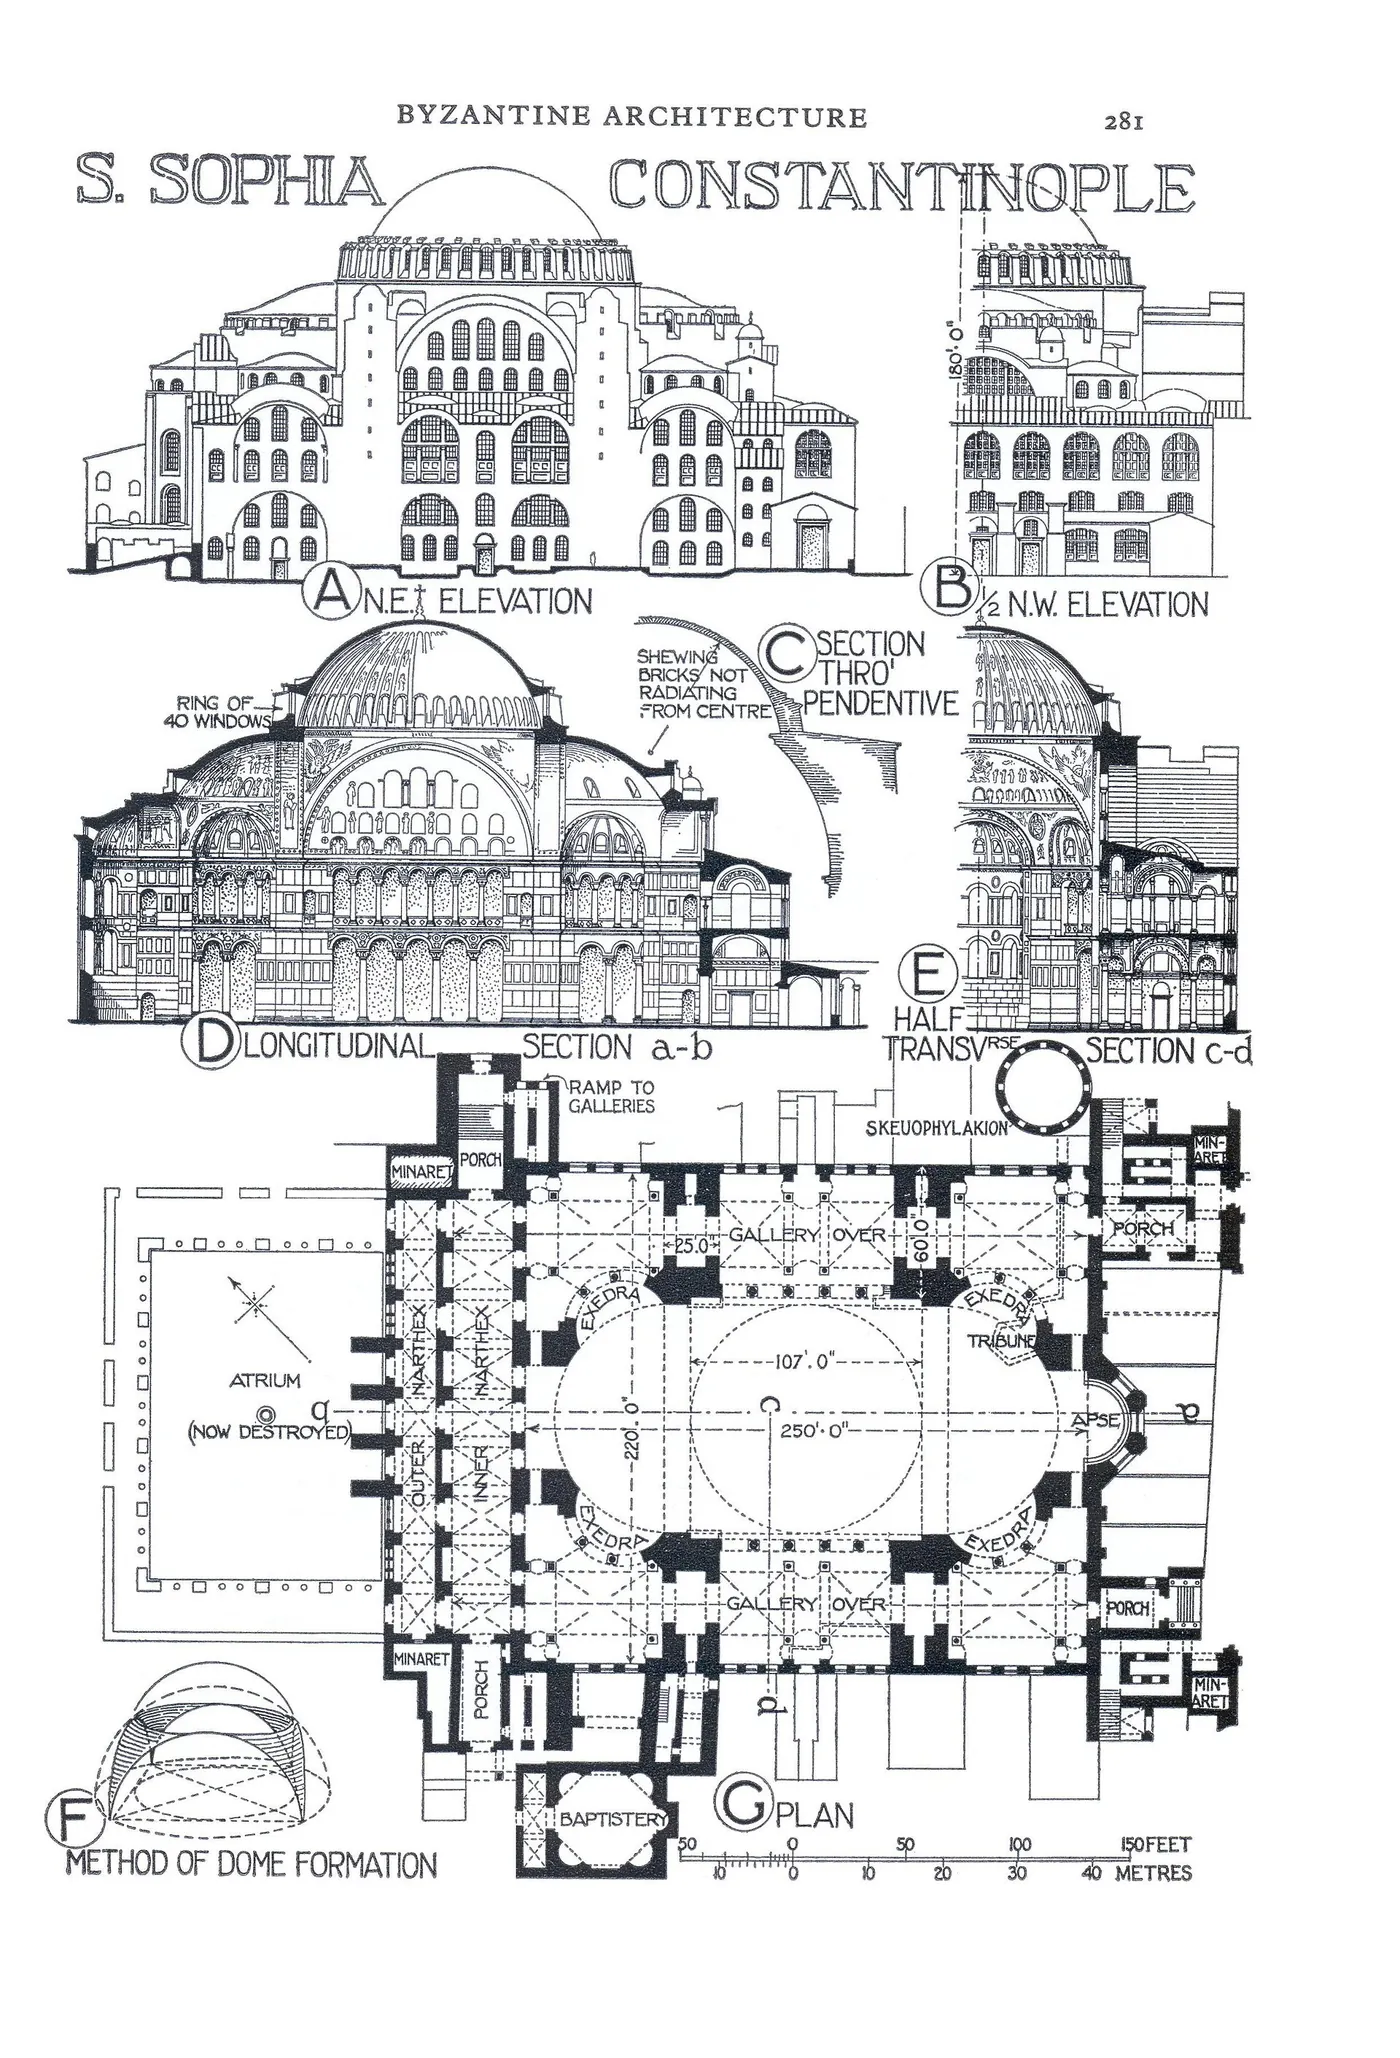 BYZANTINE ARCHITECTURE 281
S. SOPHIA CONSTANTINOPLE
180'.0"
A N.E. ELEVATION
B ½ N.W. ELEVATION
C SECTION
THRO'
PENDENTIVE
SHEWING
BRICKS NOT
RADIATING
FROM CENTRE
RING OF
40 WINDOWS
D LONGITUDINAL SECTION a-b
E
HALF
TRANSVRSE SECTION c-d
RAMP TO
GALLERIES
SKEUOPHYLAKION
MINARET
PORCH
MIN-
ARET
PORCH
GALLERY OVER
25.0"
60'.0"
EXEDRA
EXEDRA
TRIBUNE
OUTER NARTHEX
INNER NARTHEX
107'.0"
ATRIUM
(NOW DESTROYED)
a
c
220'.0"
250'.0"
APSE
EXEDRA
EXEDRA
GALLERY OVER
PORCH
MINARET
PORCH
d
MIN-
ARET
BAPTISTERY
F
METHOD OF DOME FORMATION
G PLAN
50 0 50 100 150 FEET
10 0 10 20 30 40 METRES